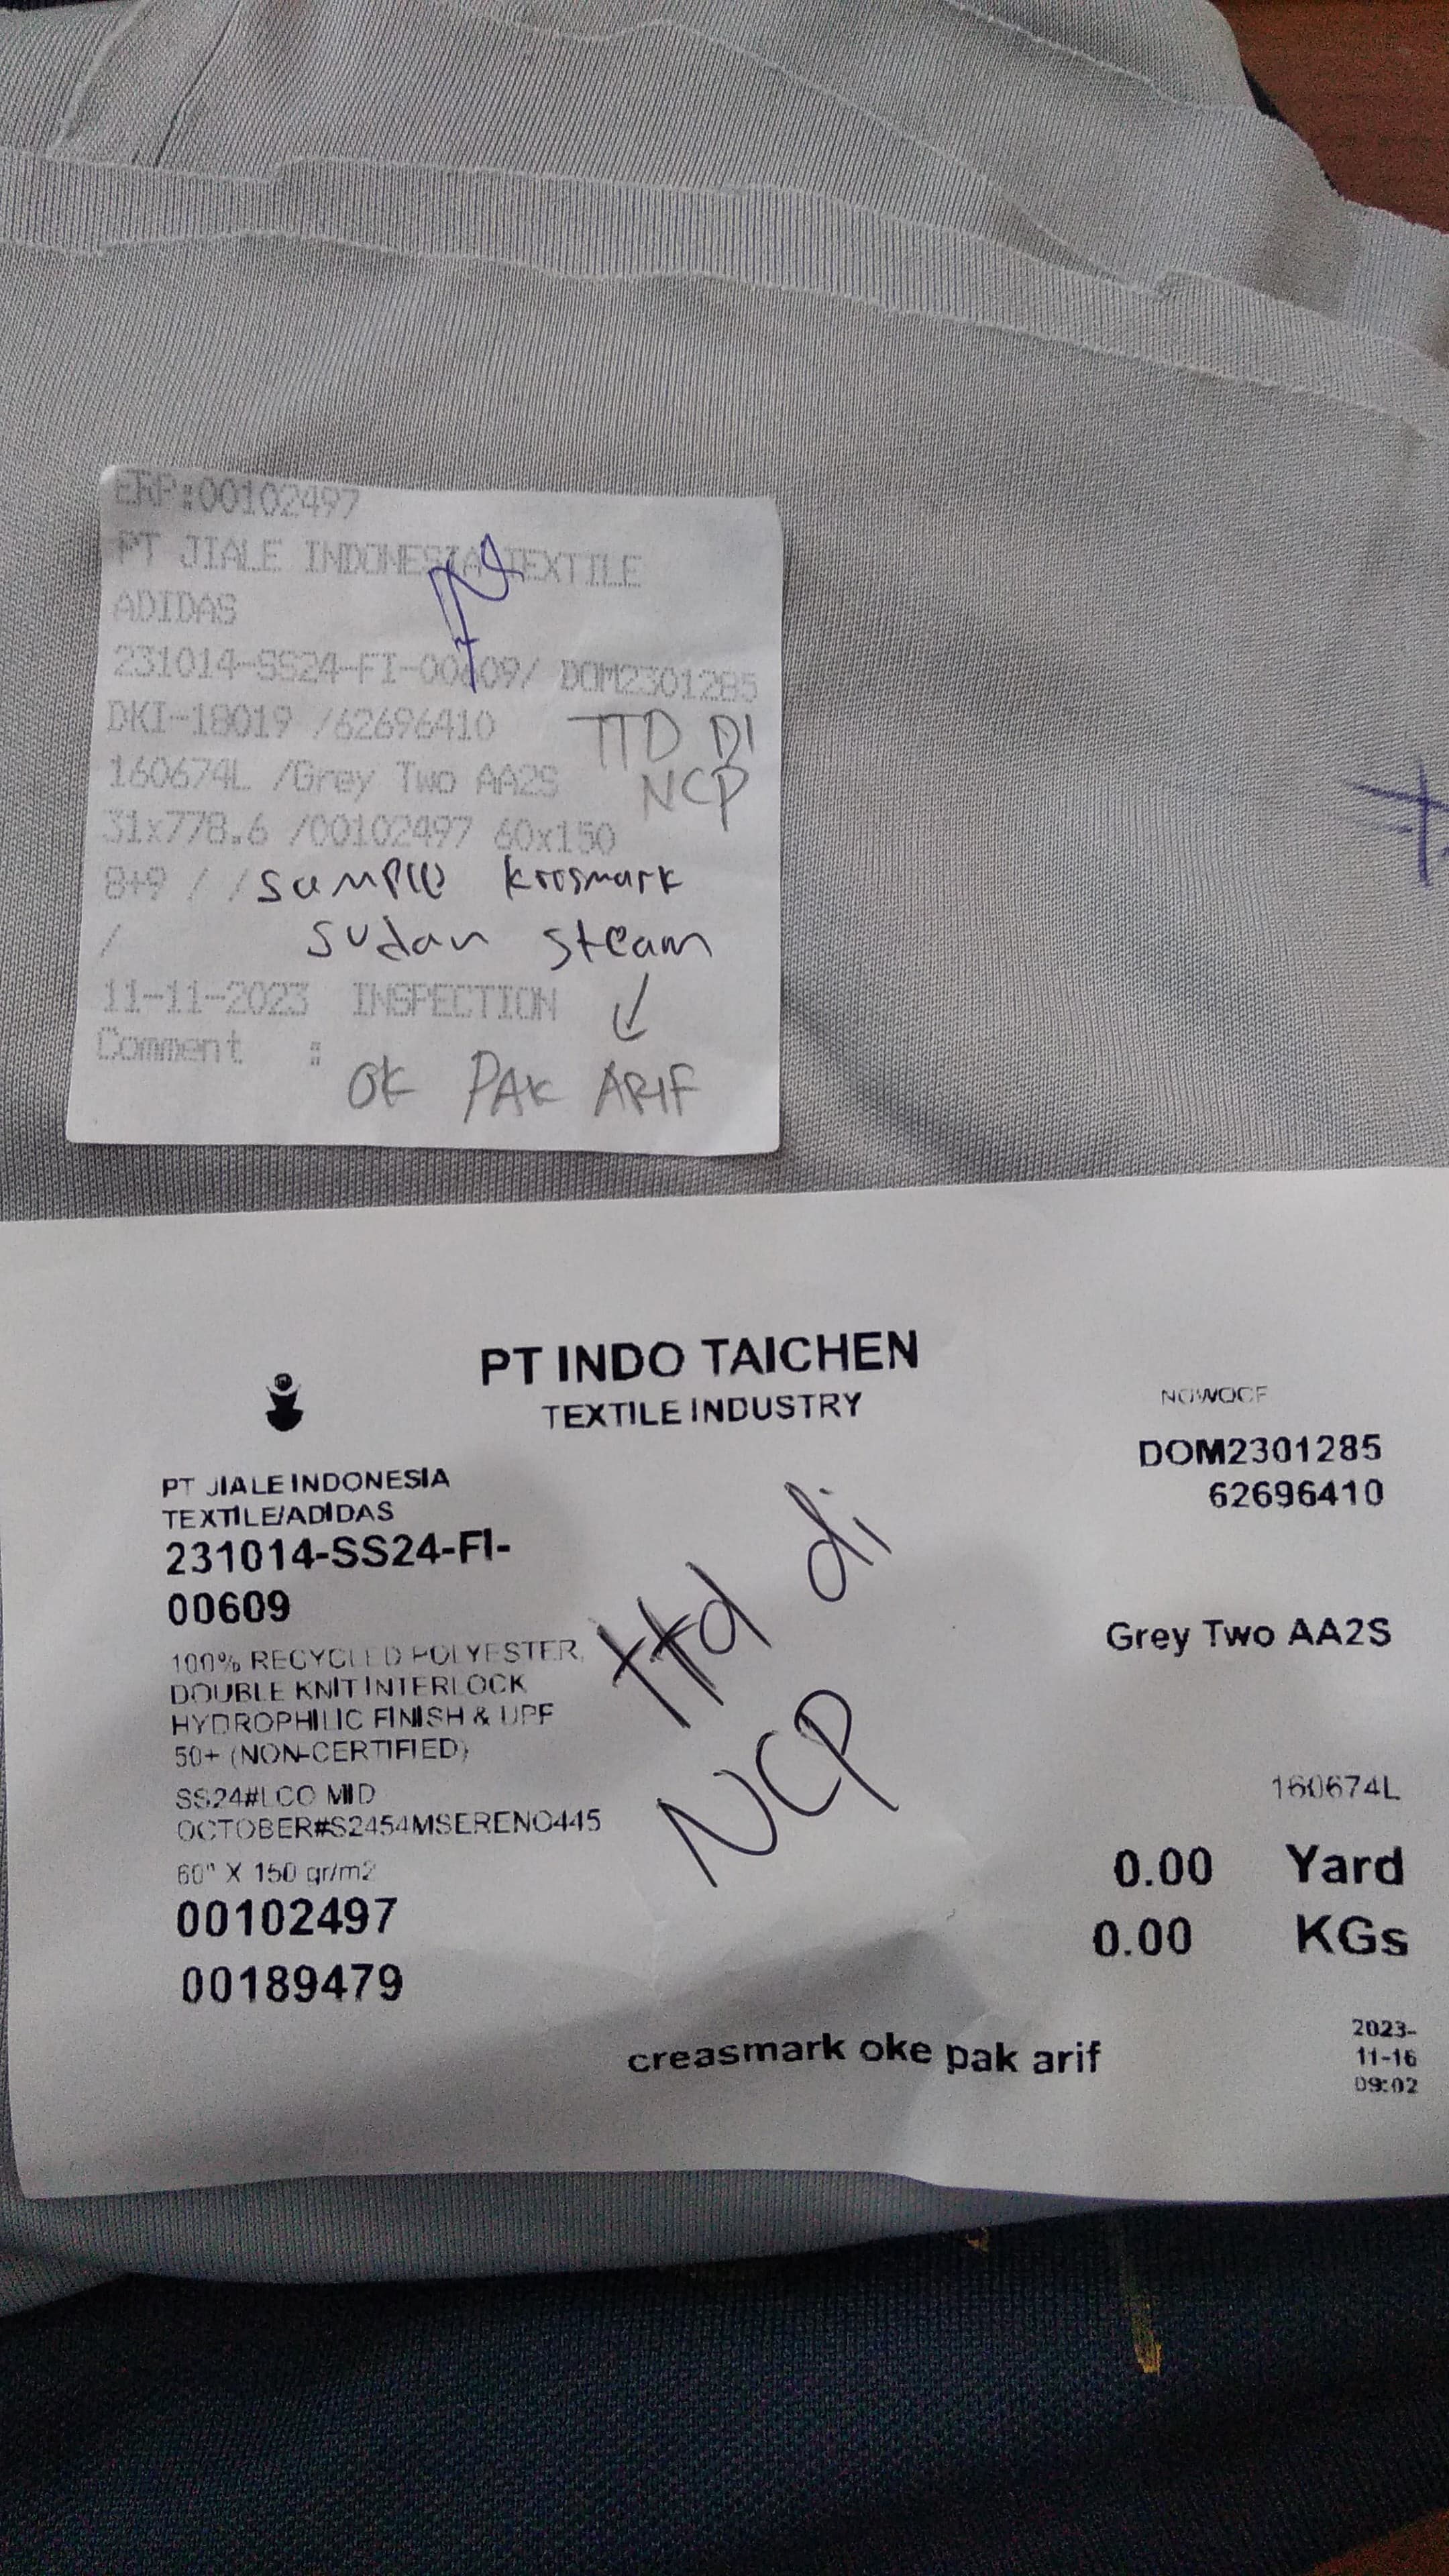 ERP:00102497
PT JIALE INDONESIA TEXTILE
ADIDAS
231014-SS24-FI-00609/ DOM2301285
DKI-18019 /62696410
TTD DI
160674L /Grey Two AA2S
NCP
31x778.6 /00102497 60x150
8+9 / / sample krosmark
/ sudan steam
11-11-2023 INSPECTION
Comment :
OK PAK ARIF
PT INDO TAICHEN
TEXTILE INDUSTRY
NOWOCF
DOM2301285
62696410
PT JIALE INDONESIA
TEXTILE/ADIDAS
231014-SS24-FI-
00609
ttd di
NCP
Grey Two AA2S
100% RECYCLED POLYESTER,
DOUBLE KNIT INTERLOCK
HYDROPHILIC FINISH & UPF
50+ (NON-CERTIFIED)
SS24#LCO MID
OCTOBER#S2454MSERENO445
160674L
60" X 150 gr/m2
00102497
00189479
0.00 Yard
0.00 KGs
creasmark oke pak arif
2023-
11-16
09:02